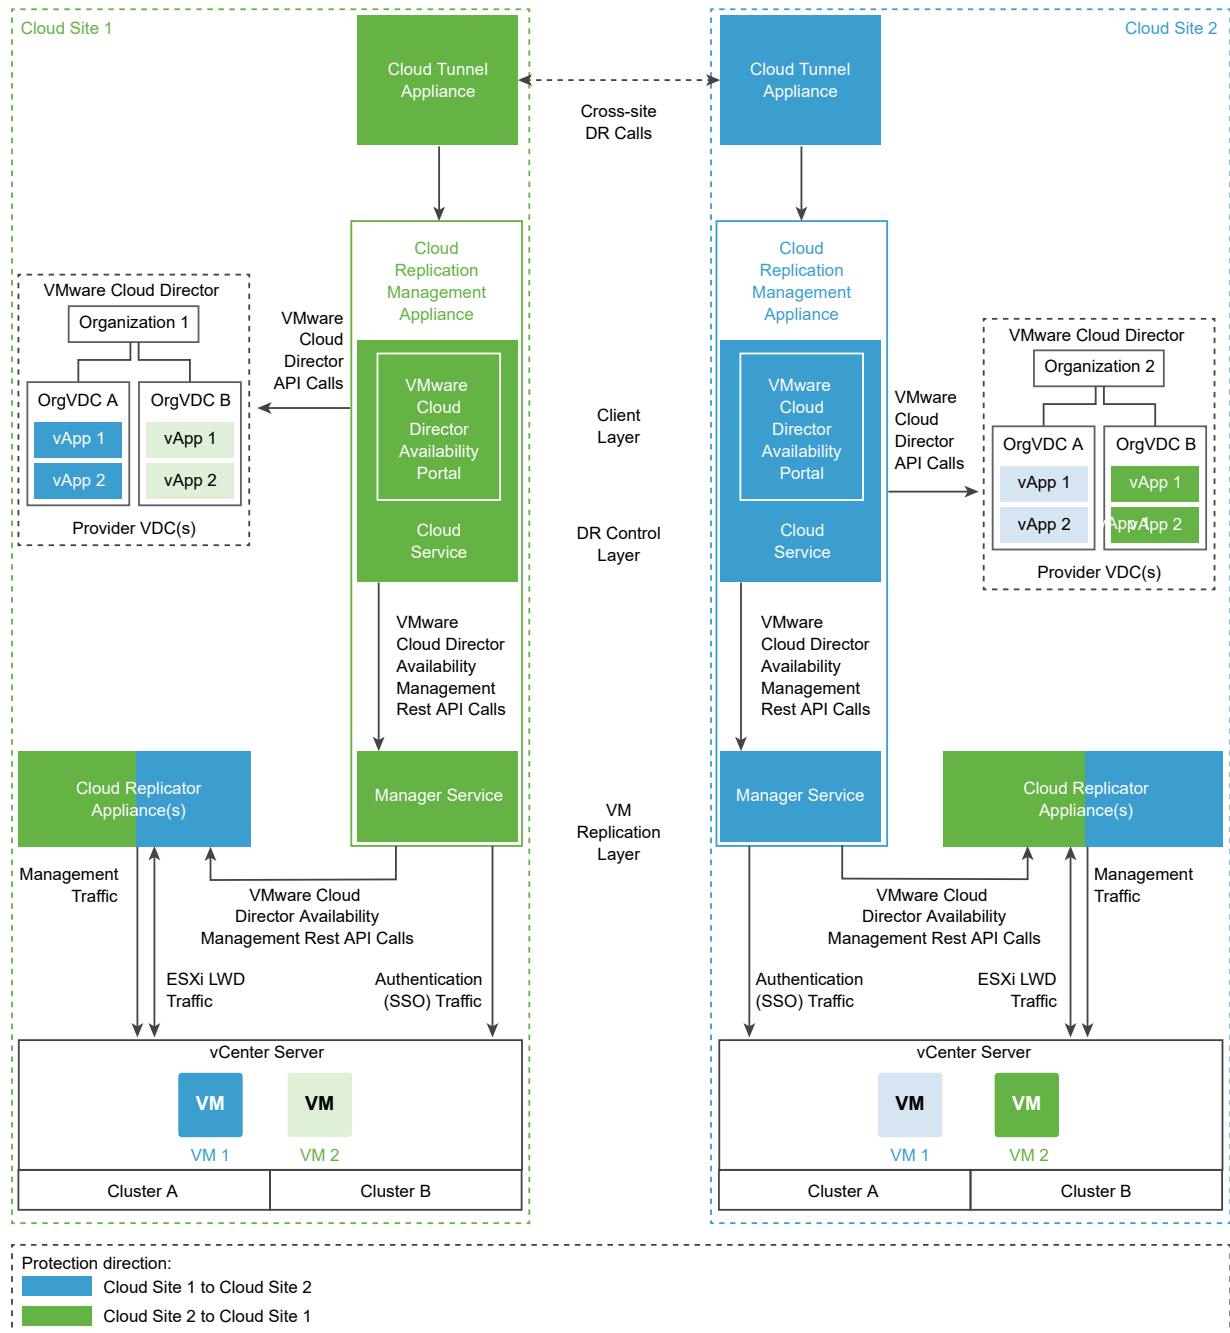 Cloud Site 1
Cloud Tunnel
Appliance
Cross-site
DR Calls
Cloud Tunnel
Appliance
Cloud Site 2
Cloud
Replication
Management
Appliance
VMware Cloud Director
Organization 1
OrgVDC A
vApp 1
vApp 2
OrgVDC B
vApp 1
vApp 2
Provider VDC(s)
VMware
Cloud
Director
API Calls
VMware
Cloud
Director
Availability
Portal
Cloud
Service
Client
Layer
DR Control
Layer
Cloud
Replication
Management
Appliance
VMware
Cloud
Director
Availability
Portal
Cloud
Service
VMware
Cloud
Director
API Calls
VMware Cloud Director
Organization 2
OrgVDC A
vApp 1
vApp 2
OrgVDC B
vApp 1
vApp 1
vApp 2
Provider VDC(s)
VMware
Cloud Director
Availability
Management
Rest API Calls
VMware
Cloud Director
Availability
Management
Rest API Calls
Cloud Replicator
Appliance(s)
Manager Service
VM
Replication
Layer
Manager Service
Cloud Replicator
Appliance(s)
Management
Traffic
VMware Cloud
Director Availability
Management Rest API Calls
ESXi LWD
Traffic
Authentication
(SSO) Traffic
VMware Cloud
Director Availability
Management Rest API Calls
Management
Traffic
Authentication
(SSO) Traffic
ESXi LWD
Traffic
vCenter Server
VM
VM 1
VM
VM 2
Cluster A
Cluster B
vCenter Server
VM
VM 1
VM
VM 2
Cluster A
Cluster B
Protection direction:
Cloud Site 1 to Cloud Site 2
Cloud Site 2 to Cloud Site 1